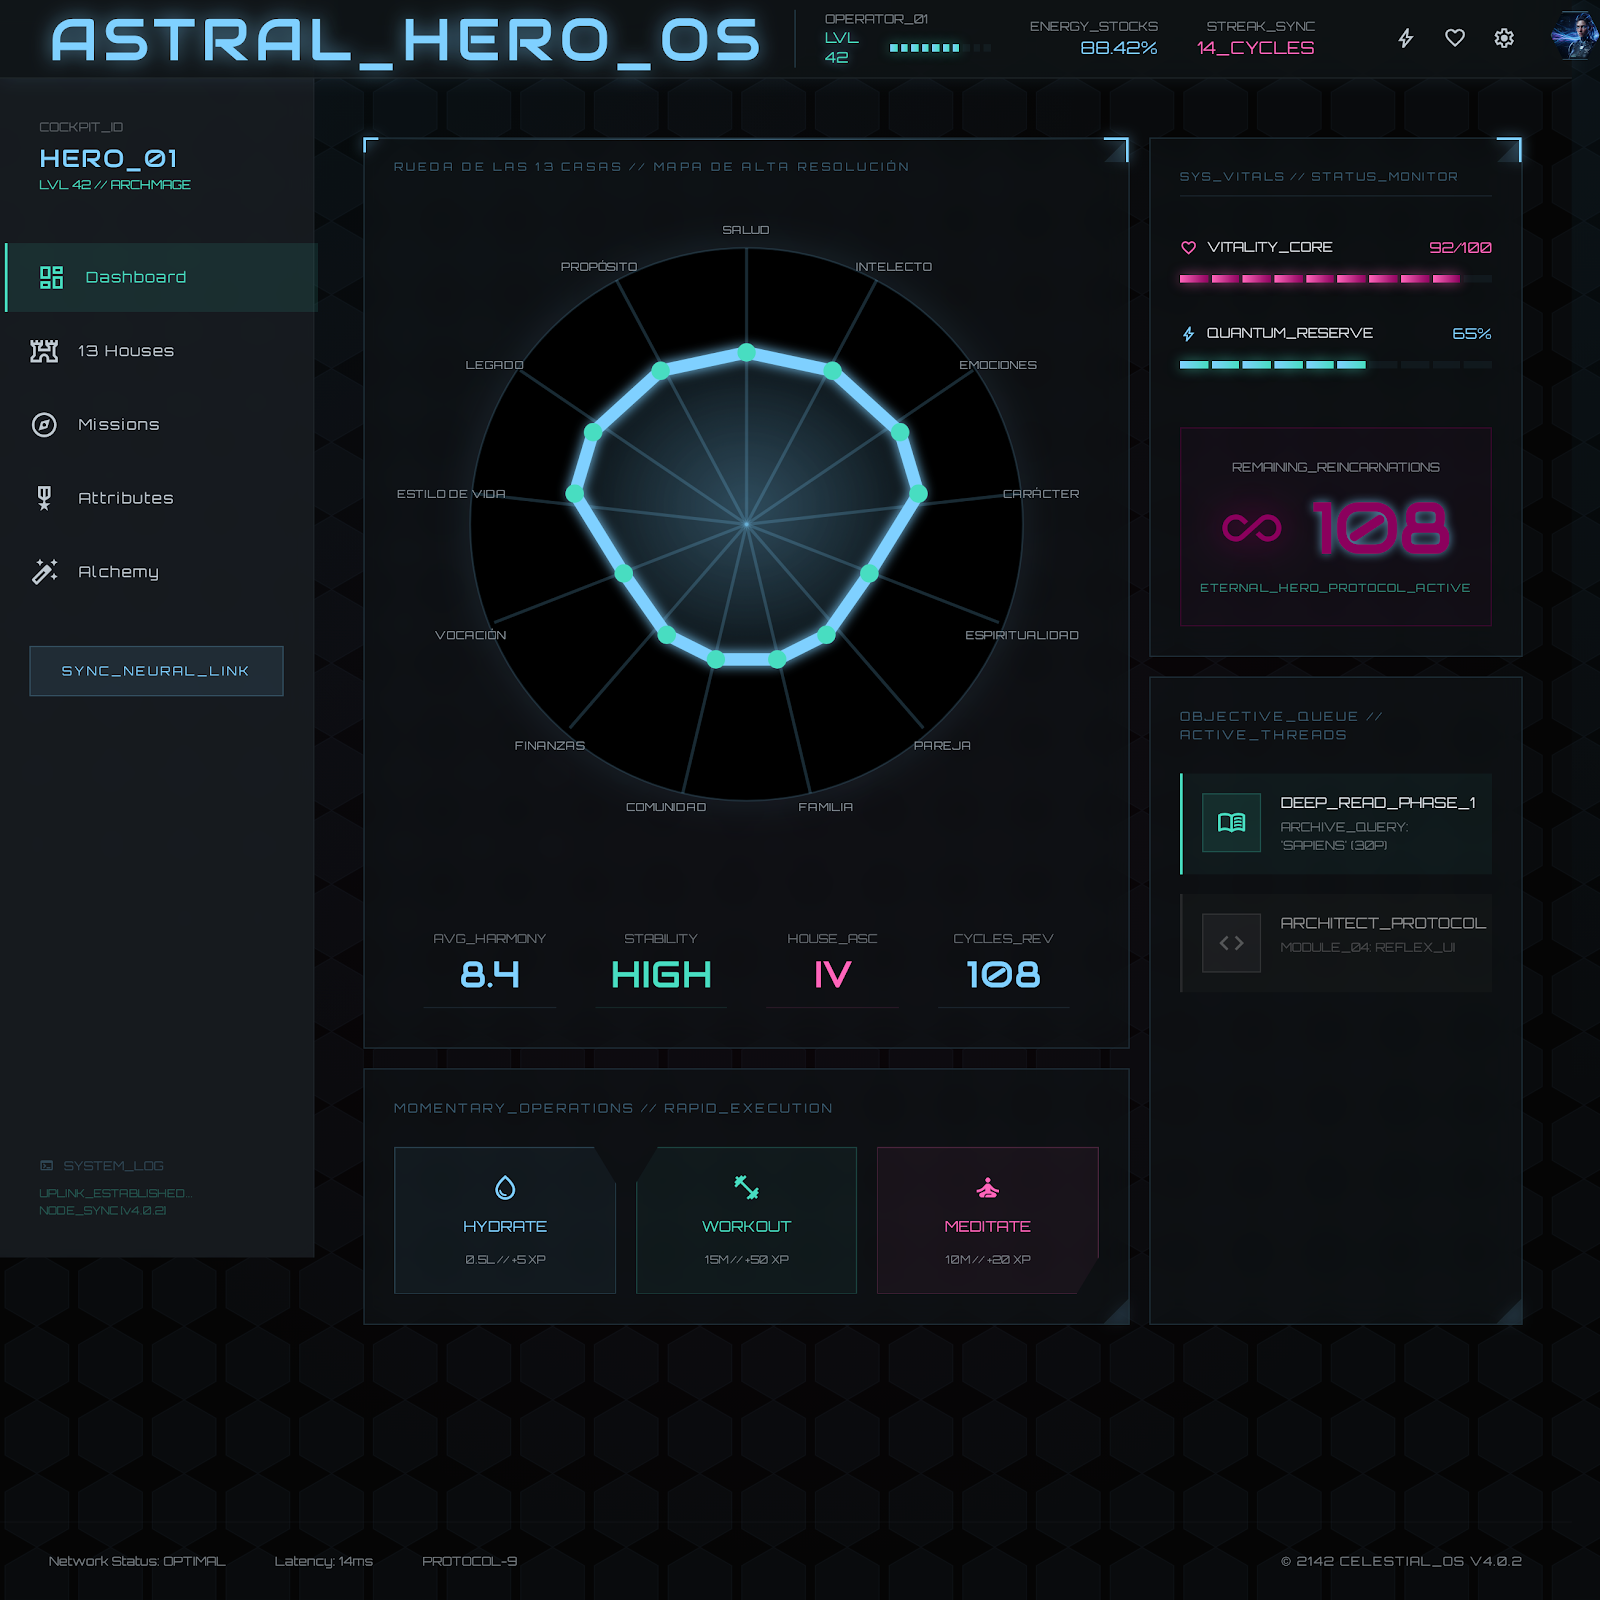 ASTRAL_HERO_OS
OPERATOR_01
LVL
42
ENERGY_STOCKS
88.42%
STREAK_SYNC
14_CYCLES
COCKPIT_ID
HERO_01
LVL 42 // ARCHMAGE
Dashboard
13 Houses
Missions
Attributes
Alchemy
SYNC_NEURAL_LINK
SYSTEM_LOG
UPLINK_ESTABLISHED...
NODE_SYNC [V4.0.2]
RUEDA DE LAS 13 CASAS // MAPA DE ALTA RESOLUCIÓN
SALUD
INTELECTO
EMOCIONES
CARÁCTER
ESPIRITUALIDAD
PAREJA
FAMILIA
COMUNIDAD
FINANZAS
VOCACIÓN
ESTILO DE VIDA
LEGADO
PROPÓSITO
AVG_HARMONY
8.4
STABILITY
HIGH
HOUSE_ASC
IV
CYCLES_REV
108
MOMENTARY_OPERATIONS // RAPID_EXECUTION
HYDRATE
0.5L // +5 XP
WORKOUT
15M // +50 XP
MEDITATE
10M // +20 XP
SYS_VITALS // STATUS_MONITOR
VITALITY_CORE
92/100
QUANTUM_RESERVE
65%
REMAINING_REINCARNATIONS
108
ETERNAL_HERO_PROTOCOL_ACTIVE
OBJECTIVE_QUEUE //
ACTIVE_THREADS
DEEP_READ_PHASE_1
ARCHIVE_QUERY:
'SAPIENS' (30P)
ARCHITECT_PROTOCOL
MODULE_04: REFLEX_UI
Network Status: OPTIMAL
Latency: 14ms
PROTOCOL-9
© 2142 CELESTIAL_OS V4.0.2